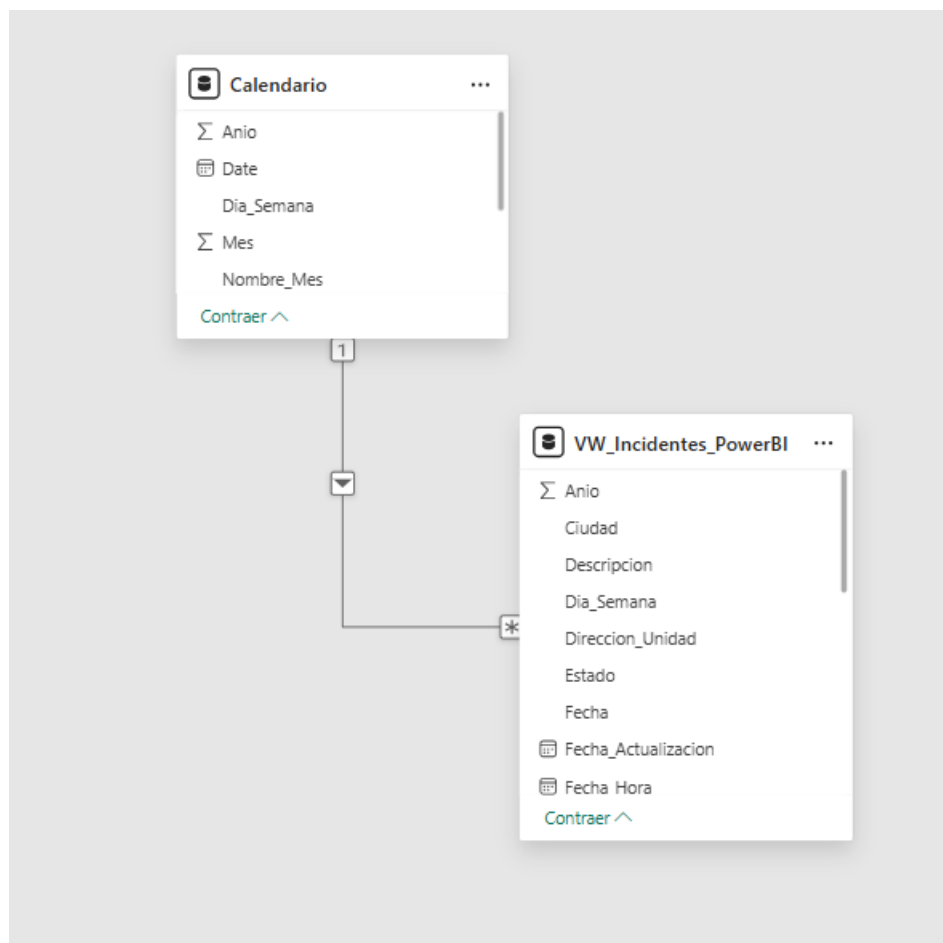 Calendario
Anio
Date
Dia_Semana
Mes
Nombre_Mes
Contraer
1
VW_Incidentes_PowerBI
Anio
Ciudad
Descripcion
Dia_Semana
Direccion_Unidad
Estado
Fecha
Fecha_Actualizacion
Fecha Hora
Contraer